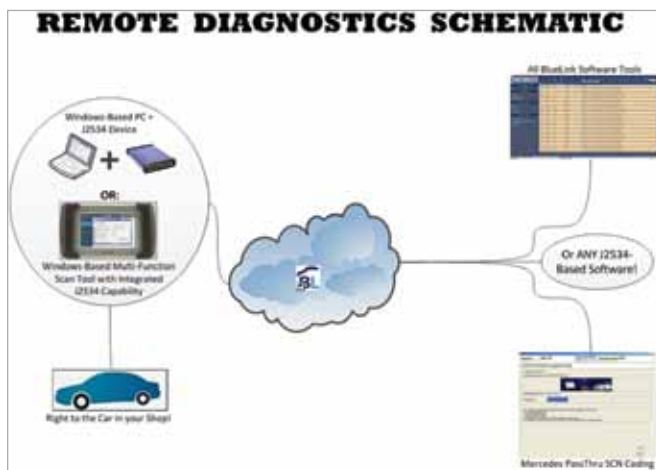 REMOTE DIAGNOSTICS SCHEMATIC
All BlueLink Software Tools
Windows-Based PC +
J2534 Device
OR:
Windows-Based Multi-Function
Scan Tool with Integrated
J2534 Capability
BL
Or ANY J2534-
Based Software!
Right to the Car in your Shop!
Mercedes PassThru SCN Coding